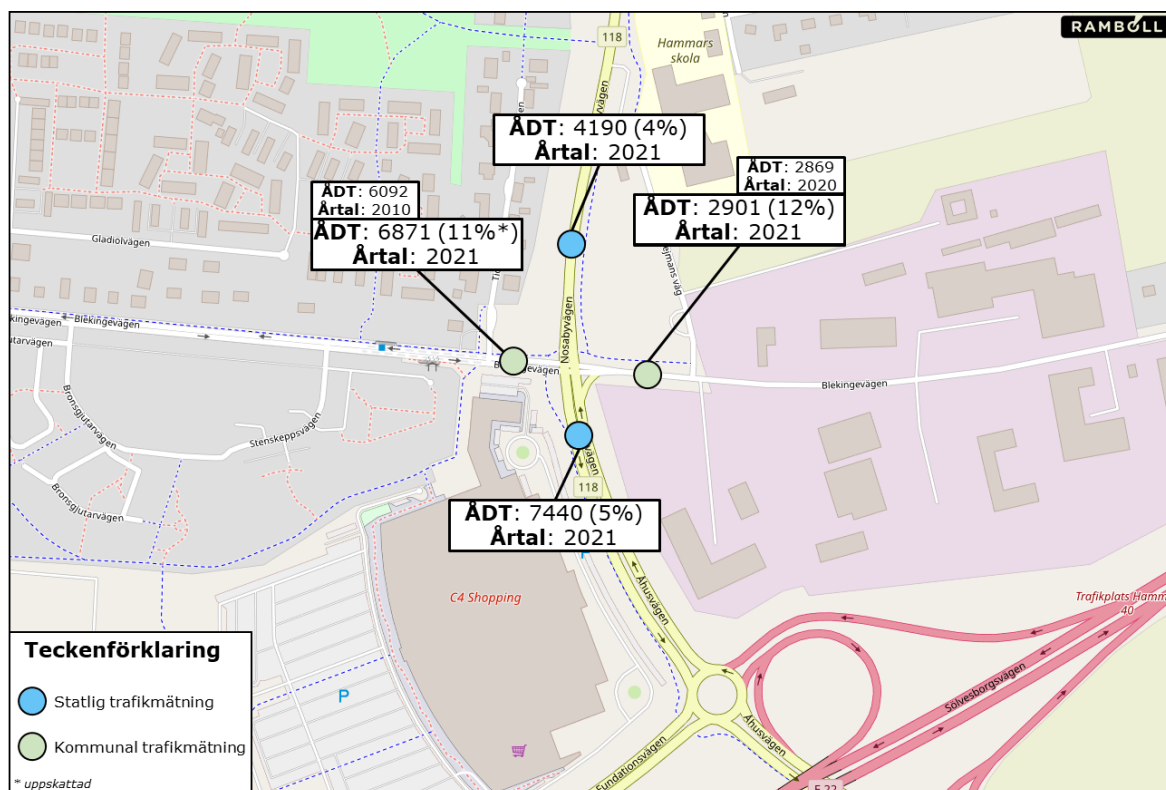 RAMBOLL
118
Hammars
skola
ÅDT: 4190 (4%)
Årtal: 2021
ÅDT: 2869
Årtal: 2020
ÅDT: 2901 (12%)
Årtal: 2021
ÅDT: 6092
Årtal: 2010
ÅDT: 6871 (11%*)
Årtal: 2021
Gladiolvägen
Nosabyvägen
Blekingevägen
Blekingevägen
Blekingevägen
Bronsgjutarvägen
Stenskeppsvägen
Bronsgjutarvägen
118
ÅDT: 7440 (5%)
Årtal: 2021
P
C4 Shopping
Åhusvägen
Trafikplats
40
Sölvesborgsvägen
P
Åhusvägen
Fundationsvägen
E 22
Teckenförklaring
Statlig trafikmätning
Kommunal trafikmätning
* uppskattad